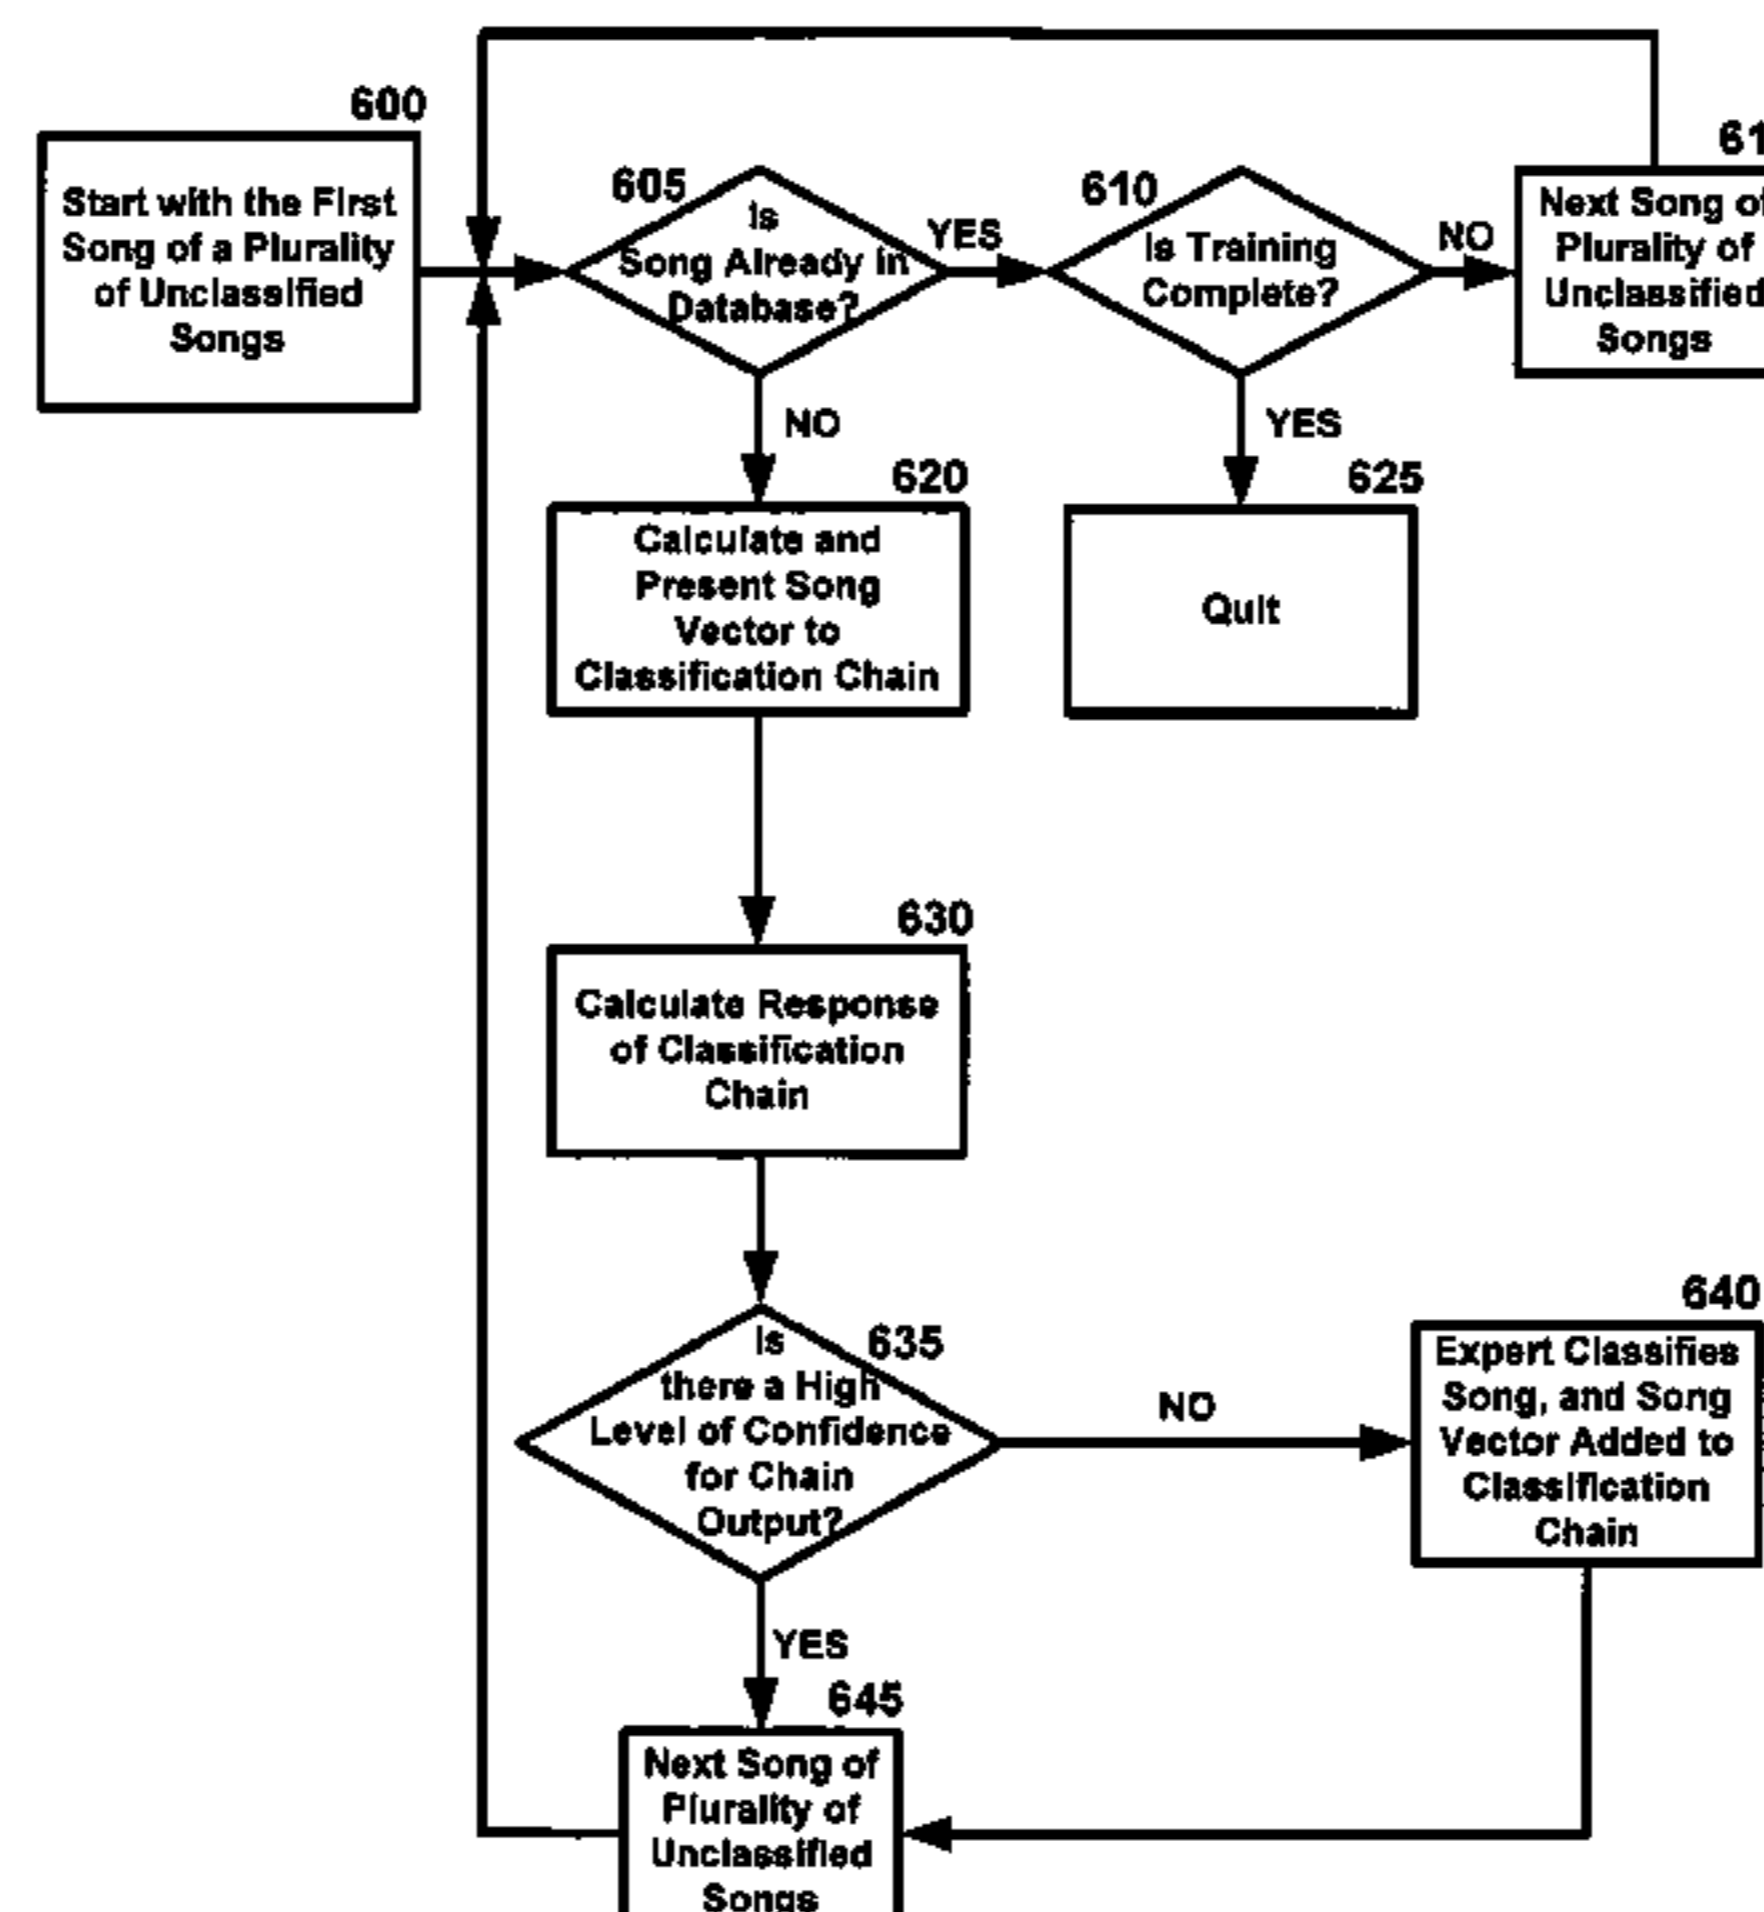 600
Start with the First
Song of a Plurality
of Unclassified
Songs
605
Is
Song Already in
Database?
YES
610
Is Training
Complete?
NO
61
Next Song of
Plurality of
Unclassified
Songs
NO
YES
620
Calculate and
Present Song
Vector to
Classification Chain
625
Quit
630
Calculate Response
of Classification
Chain
635
Is
there a High
Level of Confidence
for Chain
Output?
NO
640
Expert Classifies
Song, and Song
Vector Added to
Classification
Chain
YES
645
Next Song of
Plurality of
Unclassified
Songs